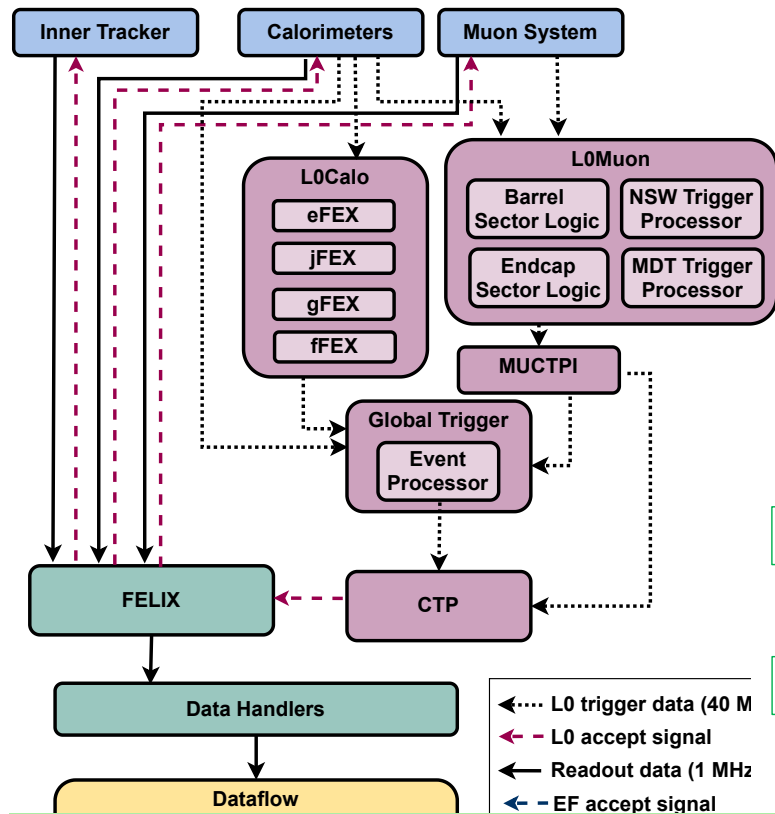 Inner Tracker
Calorimeters
Muon System
L0Calo
eFEX
jFEX
gFEX
fFEX
L0Muon
Barrel
Sector Logic
NSW Trigger
Processor
Endcap
Sector Logic
MDT Trigger
Processor
MUCTPI
Global Trigger
Event
Processor
FELIX
CTP
Data Handlers
Dataflow
L0 trigger data (40 M
L0 accept signal
Readout data (1 MHz
EF accept signal